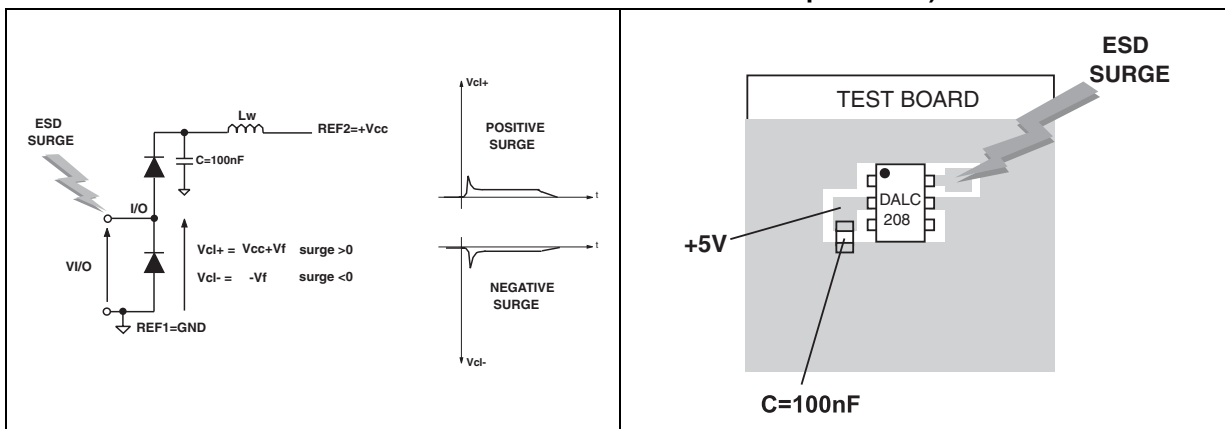 ESD
SURGE
Lw
REF2=+Vcc
C=100nF
I/O
VI/O
Vcl+ = Vcc+Vf surge >0
Vcl- = -Vf surge <0
REF1=GND
Vcl+
POSITIVE
SURGE
t
t
NEGATIVE
SURGE
Vcl-
ESD
SURGE
TEST BOARD
DALC
208
+5V
C=100nF